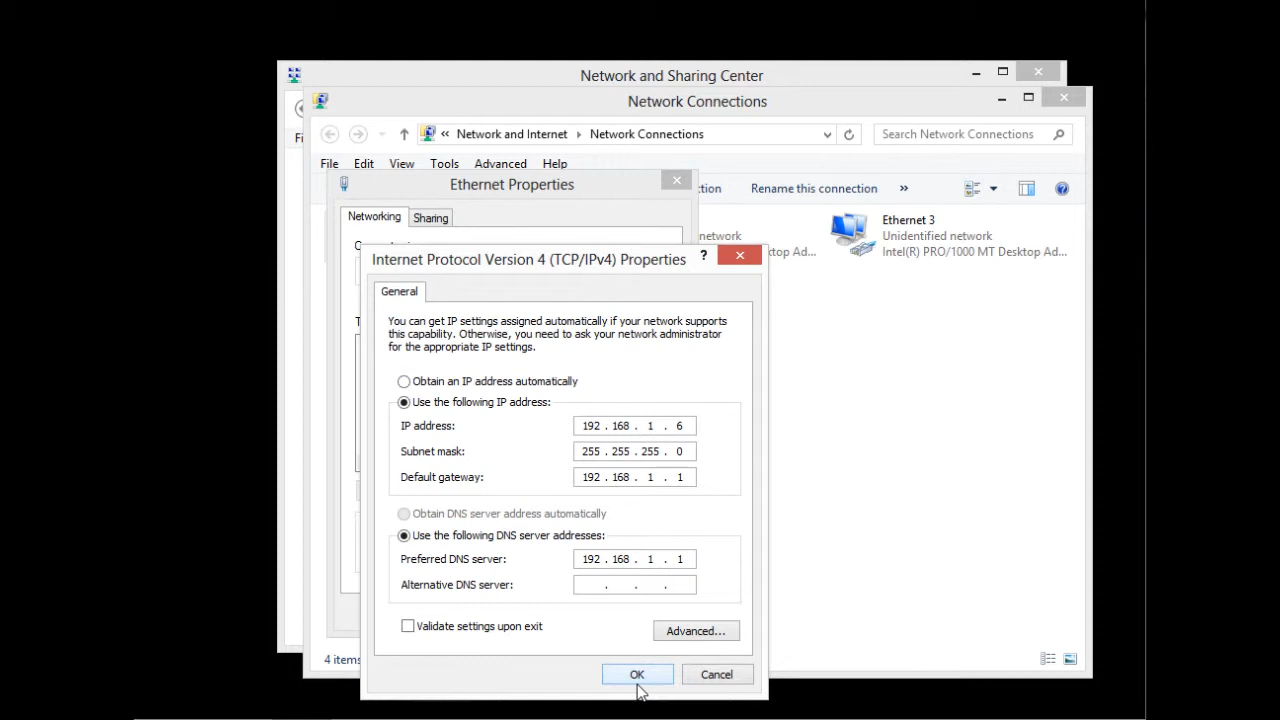 Network and Sharing Center
Network Connections
Fi
« Network and Internet Network Connections
Search Network Connections
File Edit View Tools Advanced Help
Ethernet Properties
ction Rename this connection »
Networking Sharing
Ethernet 3
network
Unidentified network
ktop Ad...
Intel(R) PRO/1000 MT Desktop Ad...
Internet Protocol Version 4 (TCP/IPv4) Properties ?
General
You can get IP settings assigned automatically if your network supports
this capability. Otherwise, you need to ask your network administrator
for the appropriate IP settings.
Obtain an IP address automatically
Use the following IP address:
IP address: 192 . 168 . 1 . 6
Subnet mask: 255 . 255 . 255 . 0
Default gateway: 192 . 168 . 1 . 1
Obtain DNS server address automatically
Use the following DNS server addresses:
Preferred DNS server: 192 . 168 . 1 . 1
Alternative DNS server: . . .
Validate settings upon exit
Advanced...
4 items
OK Cancel